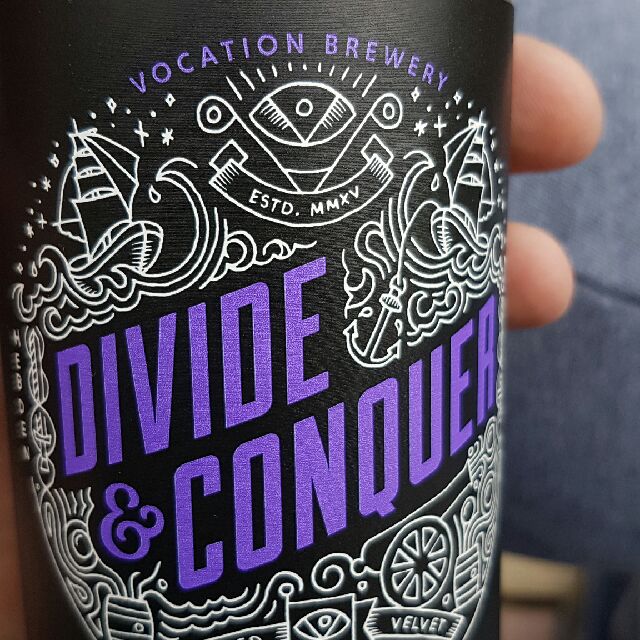 VOCATION BREWERY
ESTD. MMXV
DIVIDE
& CONQUER
VELVET